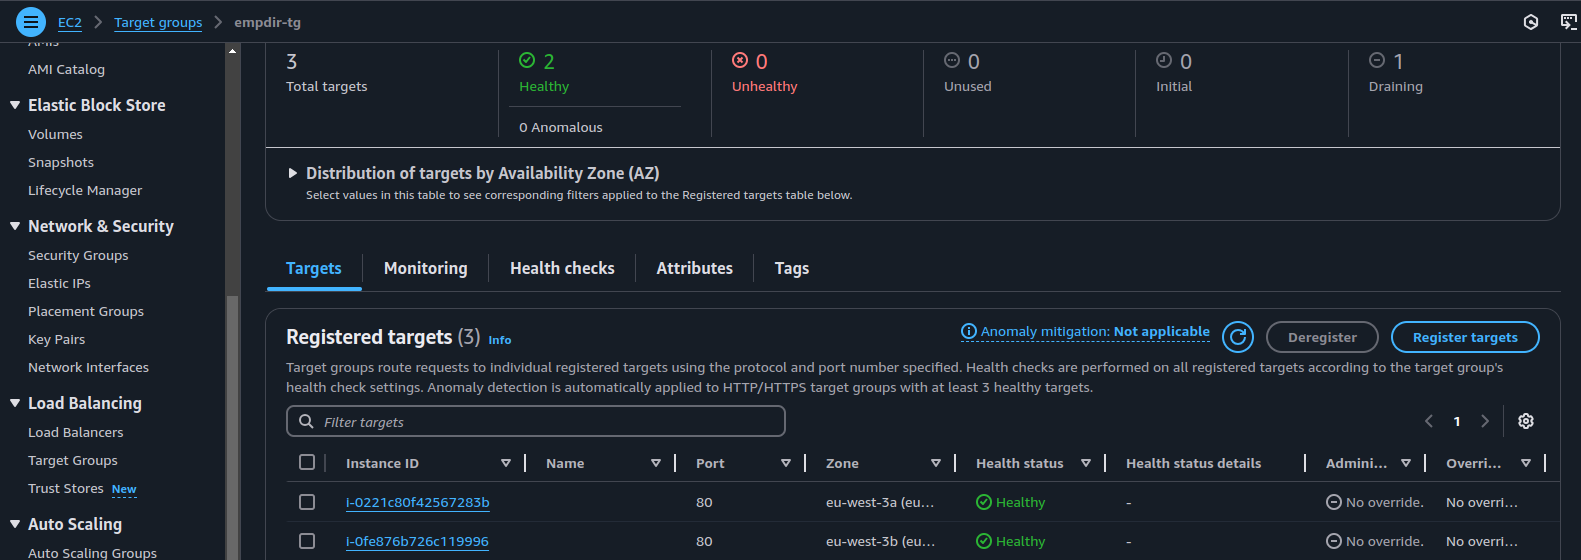 EC2 > Target groups > empdir-tg
AMIs
AMI Catalog
Elastic Block Store
Volumes
Snapshots
Lifecycle Manager
Network & Security
Security Groups
Elastic IPs
Placement Groups
Key Pairs
Network Interfaces
Load Balancing
Load Balancers
Target Groups
Trust Stores New
Auto Scaling
Auto Scaling Groups
3
Total targets
2
Healthy
0 Anomalous
0
Unhealthy
0
Unused
0
Initial
1
Draining
Distribution of targets by Availability Zone (AZ)
Select values in this table to see corresponding filters applied to the Registered targets table below.
Targets Monitoring Health checks Attributes Tags
Registered targets (3) Info
Anomaly mitigation: Not applicable
Deregister
Register targets
Target groups route requests to individual registered targets using the protocol and port number specified. Health checks are performed on all registered targets according to the target group's
health check settings. Anomaly detection is automatically applied to HTTP/HTTPS target groups with at least 3 healthy targets.
Filter targets
1
Instance ID Name Port Zone Health status Health status details Admini... Overri...
i-0221c80f42567283b 80 eu-west-3a (eu... Healthy - No override. No overri...
i-0fe876b726c119996 80 eu-west-3b (eu... Healthy - No override. No overri...